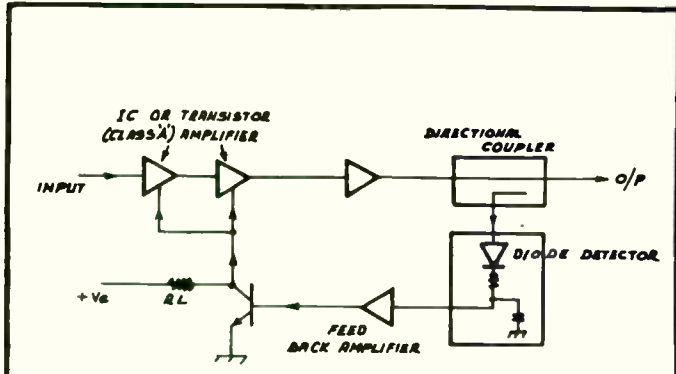 IC OR TRANSISTOR
(CLASS'A') AMPLIFIER
DIRECTIONAL
COUPLER
INPUT
O/P
DIODE DETECTOR
+Ve
RL
FEED
BACK AMPLIFIER